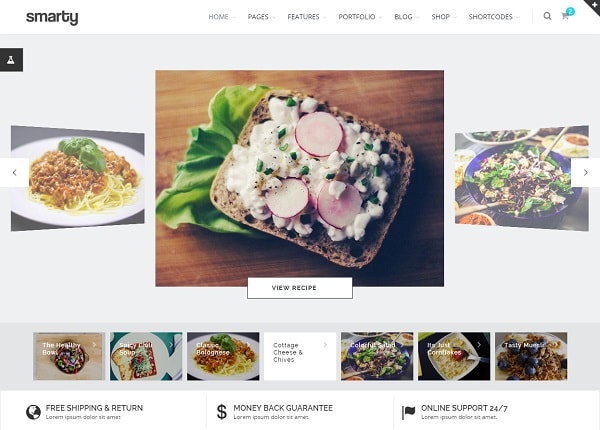 smarty
HOME
PAGES
FEATURES
PORTFOLIO
BLOG
SHOP
SHORTCODES
2
VIEW RECIPE
The Healthy
Bowl
Spicy Chili
Soup
Classic
Bolognese
Cottage
Cheese &
Chives
Colorful Salad
Its Just
Cornflakes
Tasty Muesli
FREE SHIPPING & RETURN
Lorem ipsum dolor sit amet
$
MONEY BACK GUARANTEE
Lorem ipsum dolor sit amet.
ONLINE SUPPORT 24/7
Lorem ipsum dolor sit amet.